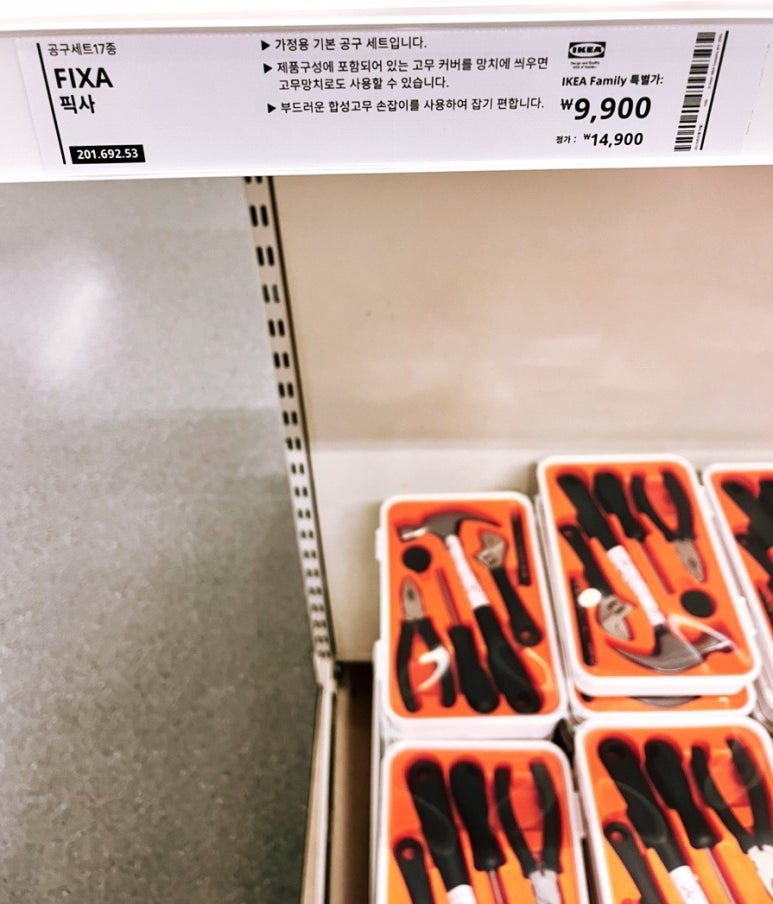 공구세트17종
FIXA
픽사
201.692.53
▶ 가정용 기본 공구 세트입니다.
▶ 제품구성에 포함되어 있는 고무 커버를 망치에 씌우면
고무망치로도 사용할 수 있습니다.
▶ 부드러운 합성고무 손잡이를 사용하여 잡기 편합니다.
IKEA
IKEA Family 특별가:
₩9,900
정가 : ₩14,900